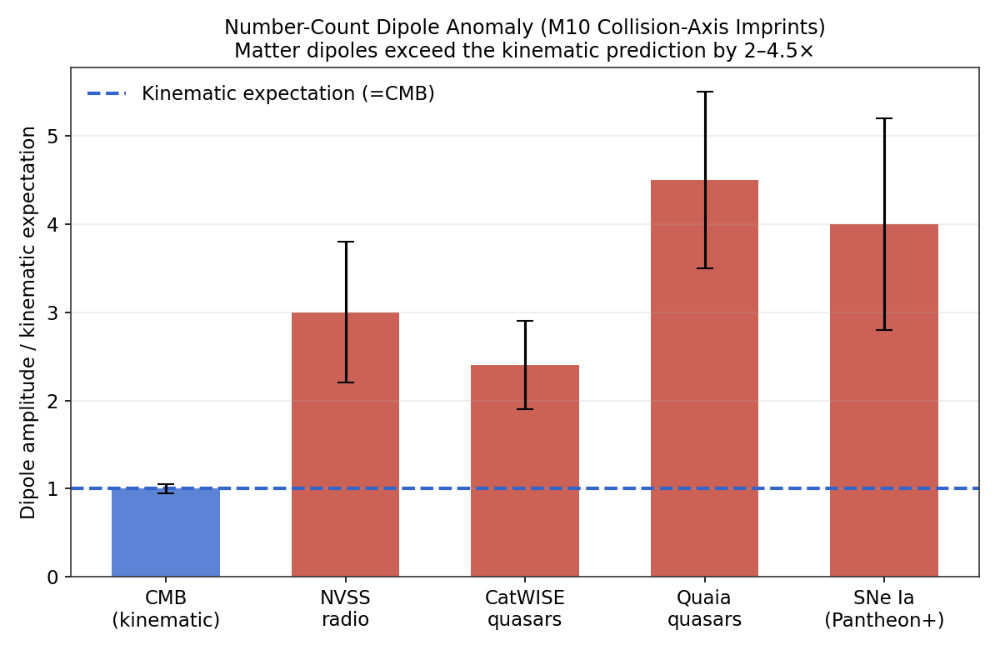 Number-Count Dipole Anomaly (M10 Collision-Axis Imprints)
Matter dipoles exceed the kinematic prediction by 2–4.5×
Kinematic expectation (=CMB)
Dipole amplitude / kinematic expectation
5
4
3
2
1
0
CMB
(kinematic)
NVSS
radio
CatWISE
quasars
Quaia
quasars
SNe Ia
(Pantheon+)